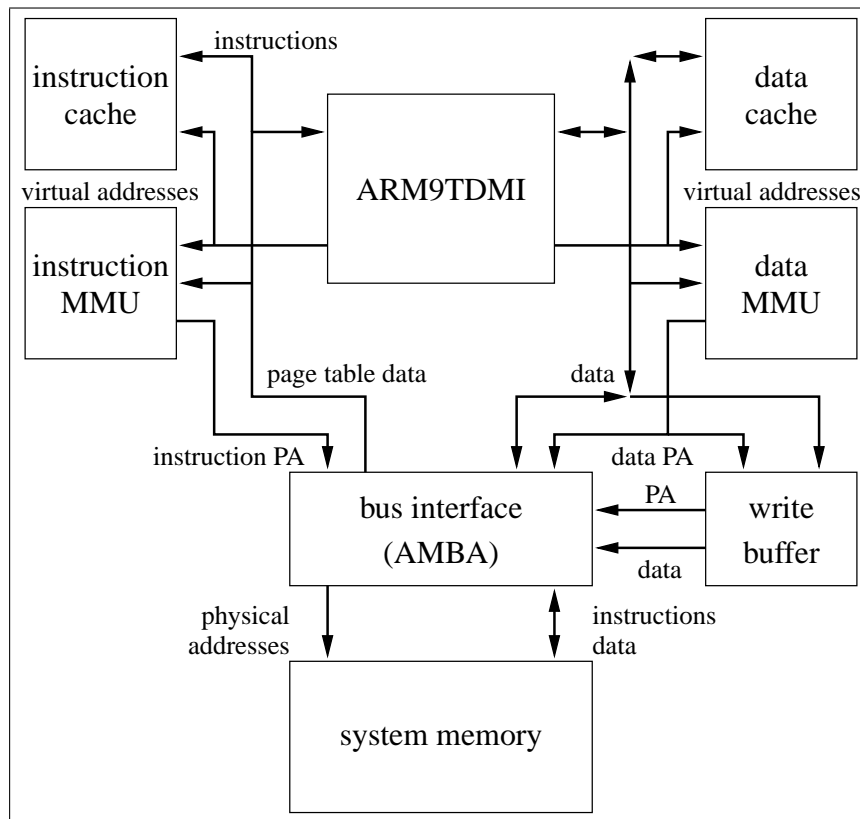 instructions
instruction
cache
data
cache
ARM9TDMI
virtual addresses
virtual addresses
instruction
MMU
data
MMU
page table data
data
instruction PA
data PA
bus interface
(AMBA)
PA
data
write
buffer
physical
addresses
instructions
data
system memory